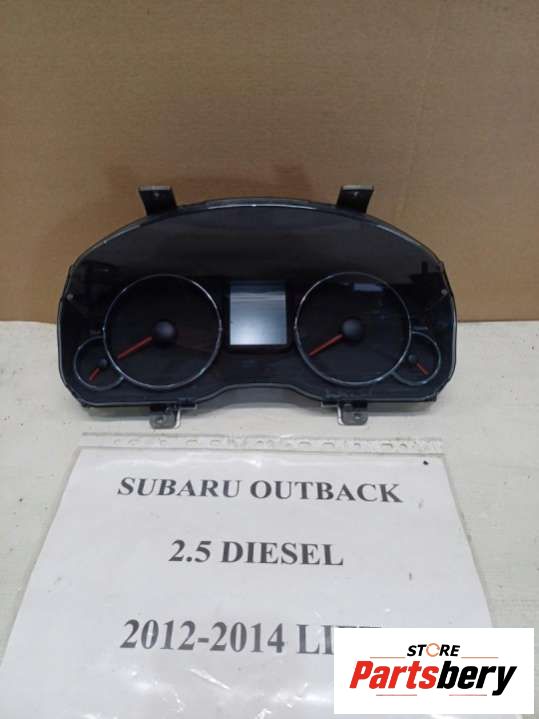 SUBARU OUTBACK
2.5 DIESEL
2012-2014
STORE
Partsbery